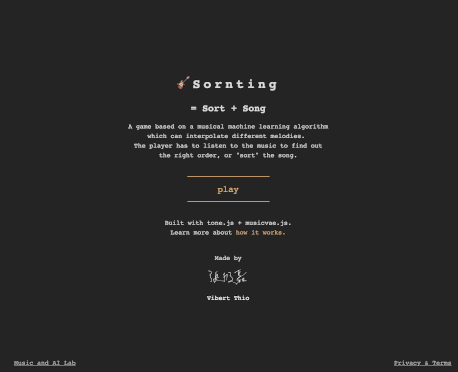 Sornting
= Sort + Song
A game based on a musical machine learning algorithm
which can interpolate different melodies.
The player has to listen to the music to find out
the right order, or "sort" the song.
play
Built with tone.js + musicvae.js.
Learn more about how it works.
Made by
Vibert Thio
Music and AI Lab
Privacy & Terms